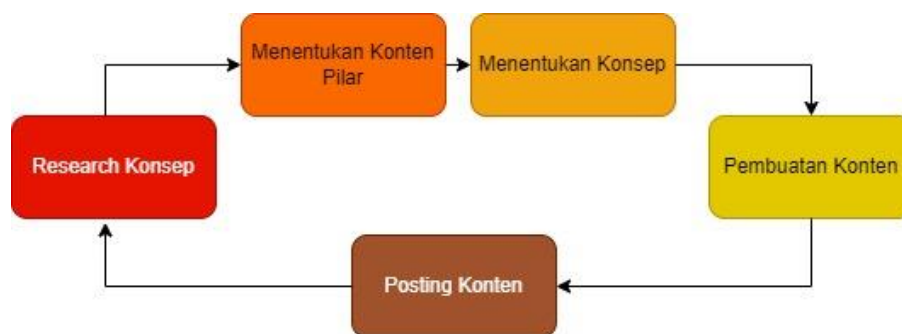 Menentukan Konten
Pilar
Menentukan Konsep
Research Konsep
Pembuatan Konten
Posting Konten